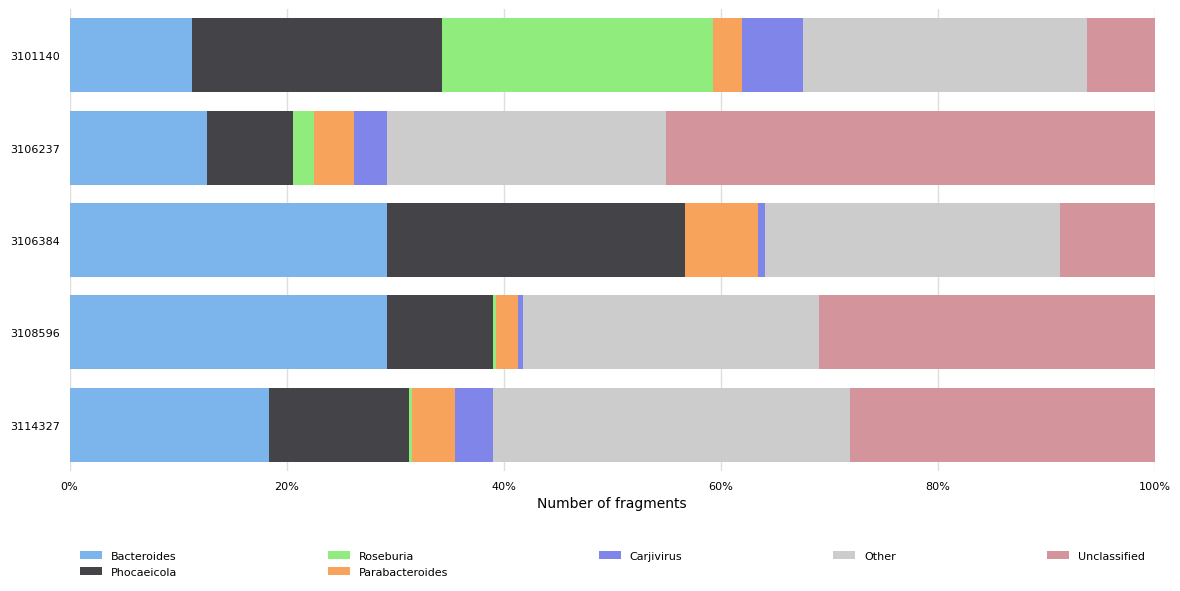 3101140
3106237
3106384
3108596
3114327
0% 20% 40% 60% 80% 100%
Number of fragments
Bacteroides Roseburia Carjivirus Other Unclassified
Phocaeicola Parabacteroides